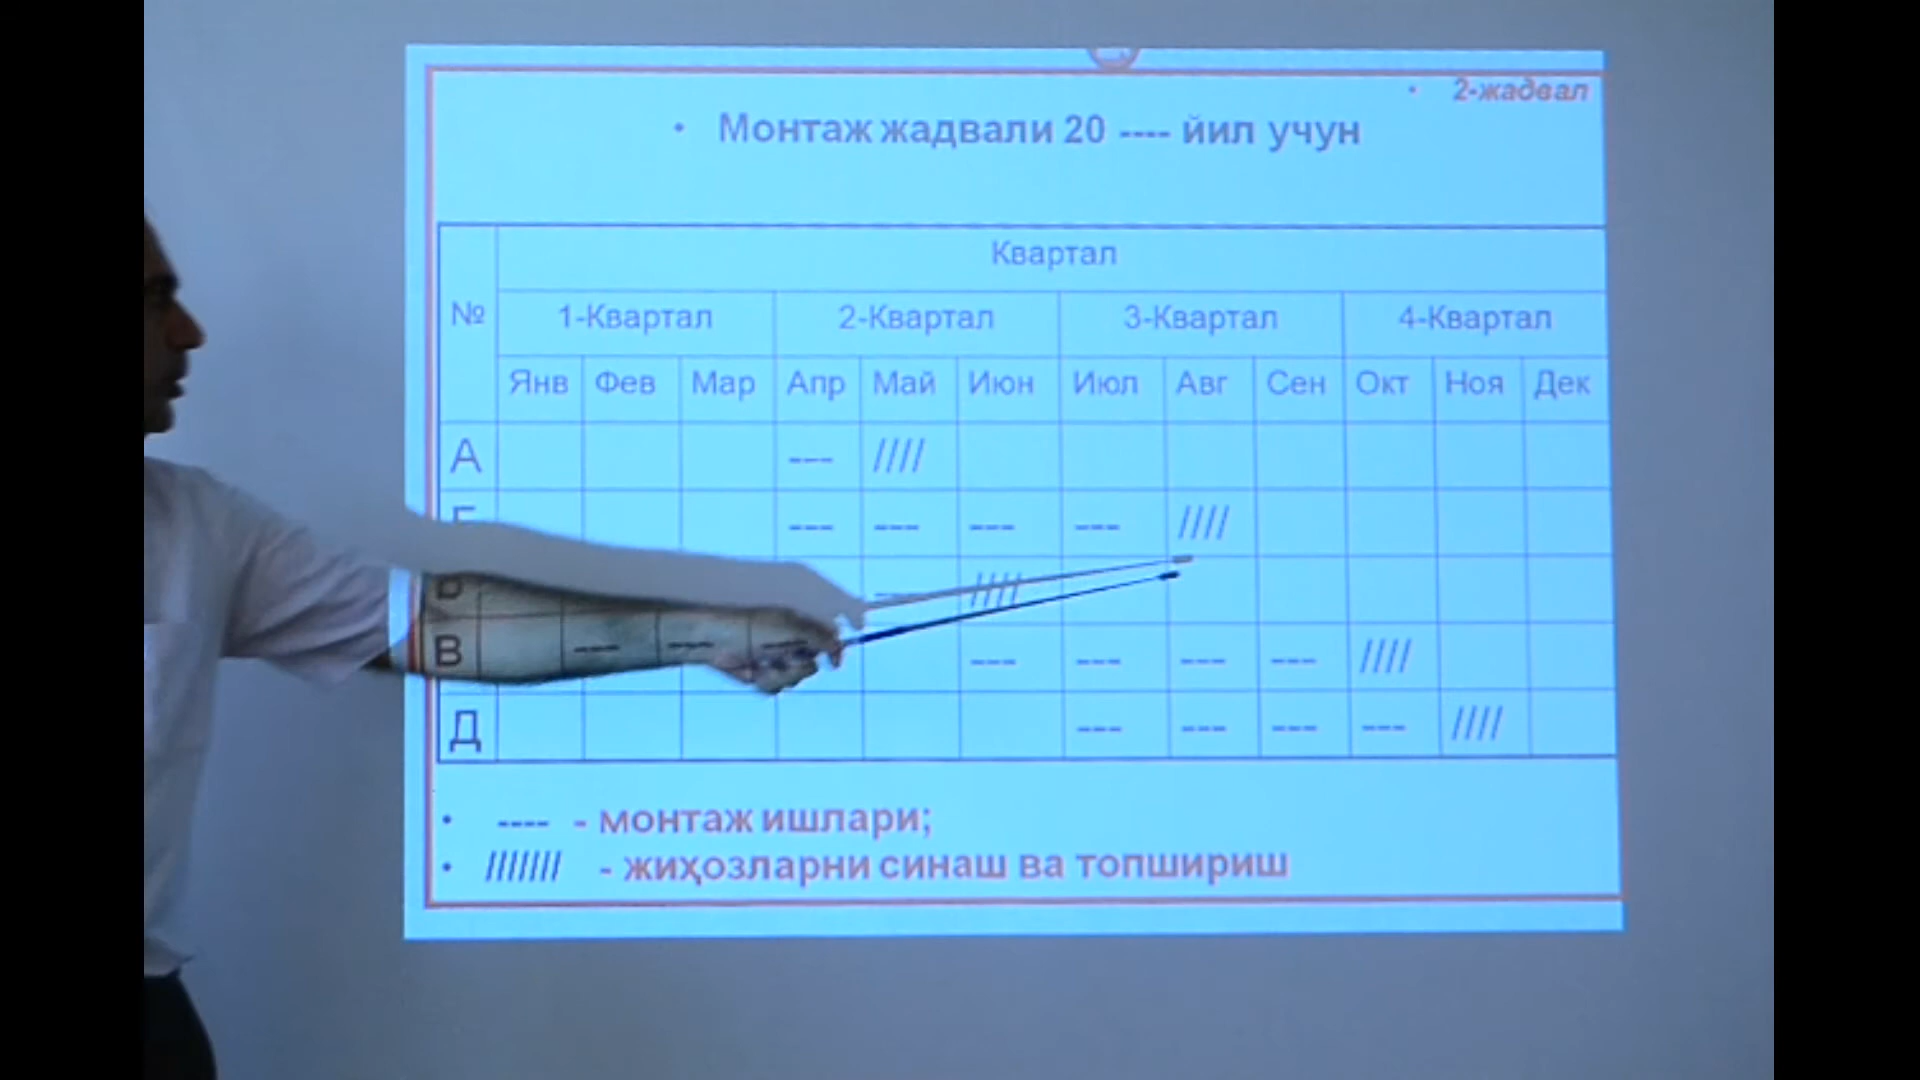 2-жадвал
• Монтаж жадвали 20 ---- йил учун
№ Квартал
1-Квартал 2-Квартал 3-Квартал 4-Квартал
Янв Фев Мар Апр Май Июн Июл Авг Сен Окт Ноя Дек
А --- ////
--- --- --- --- ////
--- ////
В --- --- --- --- --- --- --- ////
Д --- --- --- --- ////
• ---- - монтаж ишлари;
• /////// - жиҳозларни синаш ва топшириш